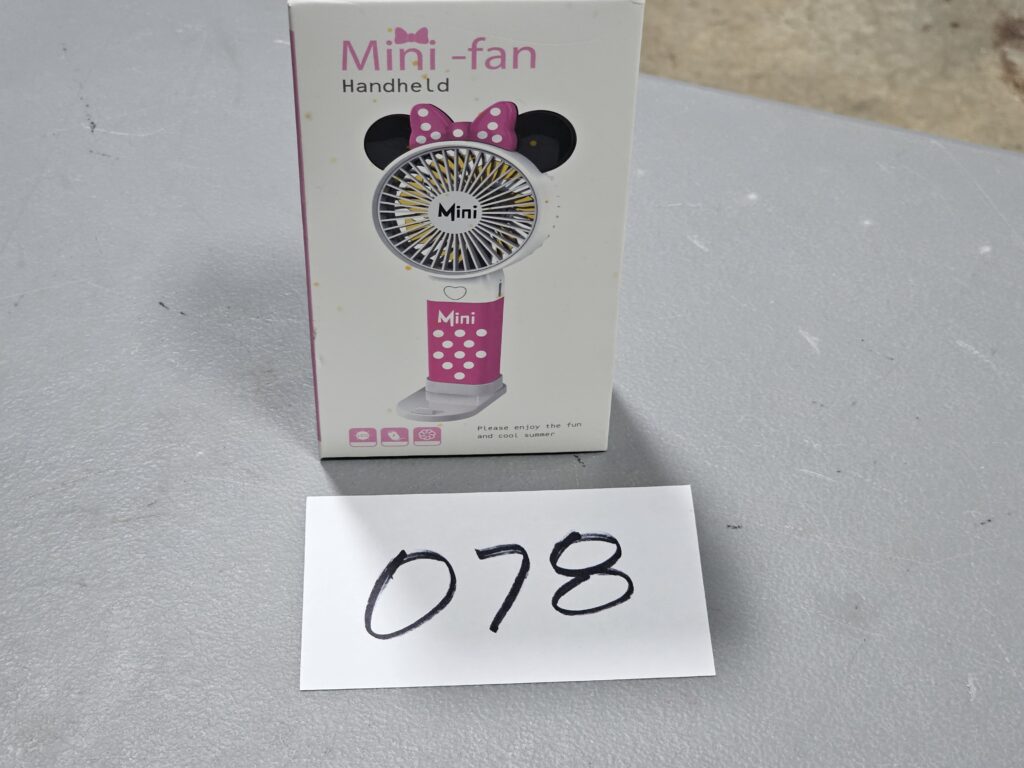 Mini -fan
Handheld
Mini
Mini
Please enjoy the fun
and cool summer
078